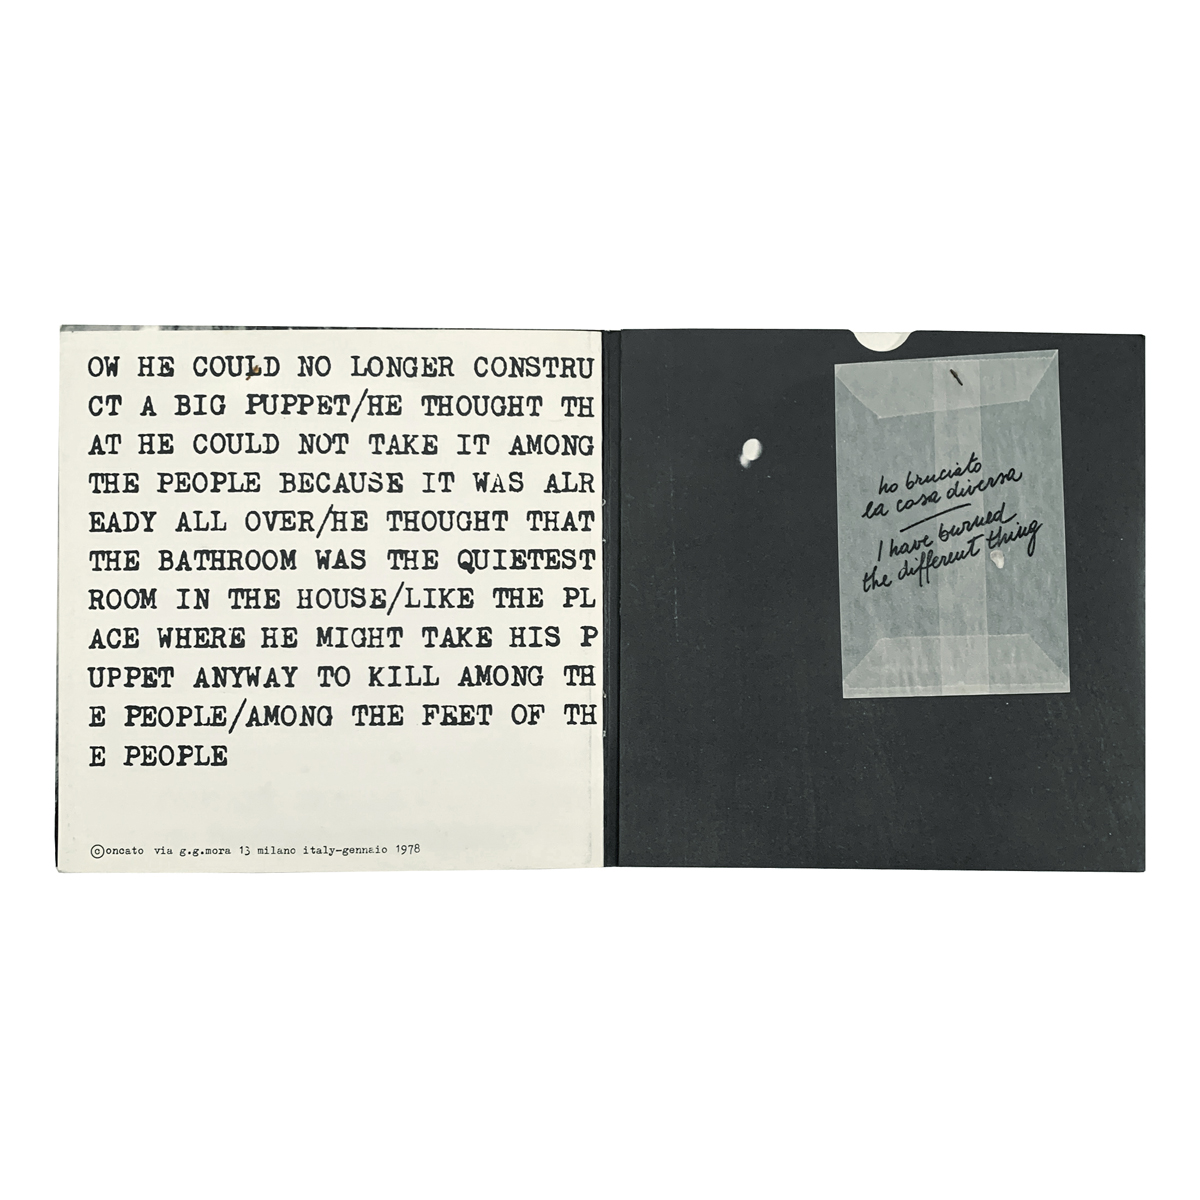 OW HE COULD NO LONGER CONSTRU
CT A BIG PUPPET/HE THOUGHT TH
AT HE COULD NOT TAKE IT AMONG
THE PEOPLE BECAUSE IT WAS ALR
EADY ALL OVER/HE THOUGHT THAT
THE BATHROOM WAS THE QUIETEST
ROOM IN THE HOUSE/LIKE THE PL
ACE WHERE HE MIGHT TAKE HIS P
UPPET ANYWAY TO KILL AMONG TH
E PEOPLE/AMONG THE FEET OF TH
E PEOPLE
©oncato via g.g.mora 13 milano italy-gennaio 1978
ho bruciato
la cosa diversa
I have burned
the different thing